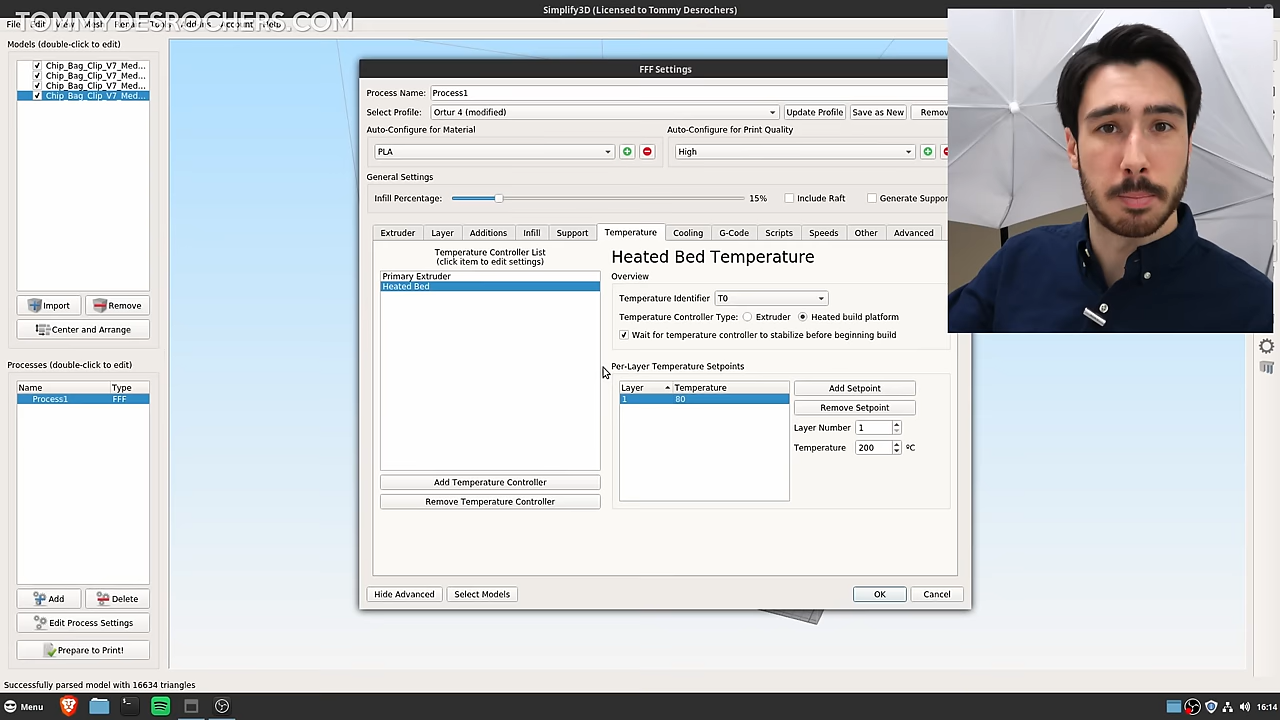 Simplify3D (Licensed to Tommy Desrochers)
TOMMYDESROCHERS.COM
File
Help
Models (double-click to edit)
Chip_Bag_Clip_V7_Med...
Chip_Bag_Clip_V7_Med...
Chip_Bag_Clip_V7_Med...
Chip_Bag_Clip_V7_Med...
Import Remove
Center and Arrange
Processes (double-click to edit)
Name Type
Process1 FFF
Add Delete
Edit Process Settings
Prepare to Print!
FFF Settings
Process Name: Process1
Select Profile: Ortur 4 (modified) Update Profile Save as New Remov
Auto-Configure for Material Auto-Configure for Print Quality
PLA High
General Settings
Infill Percentage: 15% Include Raft Generate Suppor
Extruder Layer Additions Infill Support Temperature Cooling G-Code Scripts Speeds Other Advanced
Temperature Controller List
(click item to edit settings)
Primary Extruder
Heated Bed
Add Temperature Controller
Remove Temperature Controller
Heated Bed Temperature
Overview
Temperature Identifier T0
Temperature Controller Type: Extruder Heated build platform
Wait for temperature controller to stabilize before beginning build
Per-Layer Temperature Setpoints
Layer Temperature
1 80
Add Setpoint
Remove Setpoint
Layer Number 1
Temperature 200 ºC
Hide Advanced Select Models OK Cancel
Successfully parsed model with 16634 triangles
Menu 16:14